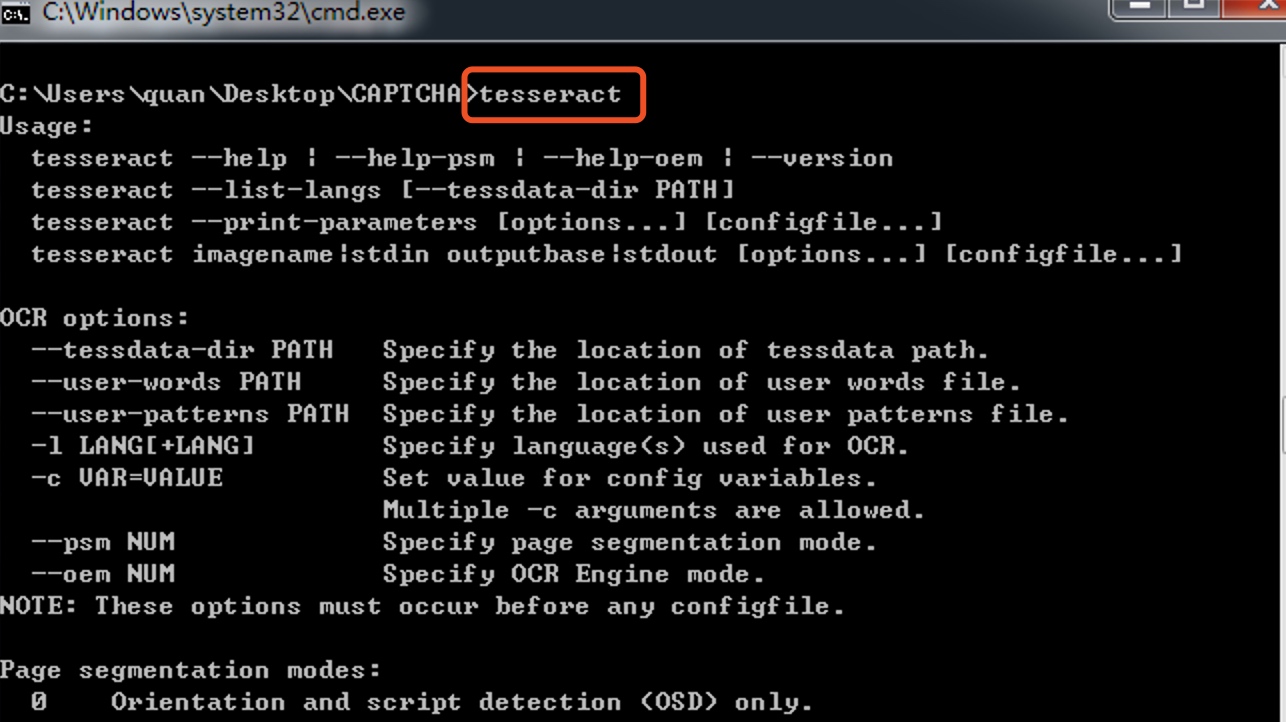 C:\Windows\system32\cmd.exe
C:\Users\quan\Desktop\CAPTCHA>tesseract
Usage:
  tesseract --help | --help-psm | --help-oem | --version
  tesseract --list-langs [--tessdata-dir PATH]
  tesseract --print-parameters [options...] [configfile...]
  tesseract imagename|stdin outputbase|stdout [options...] [configfile...]
OCR options:
  --tessdata-dir PATH   Specify the location of tessdata path.
  --user-words PATH     Specify the location of user words file.
  --user-patterns PATH  Specify the location of user patterns file.
  -l LANG[+LANG]        Specify language(s) used for OCR.
  -c VAR=VALUE          Set value for config variables.
                        Multiple -c arguments are allowed.
  --psm NUM             Specify page segmentation mode.
  --oem NUM             Specify OCR Engine mode.
NOTE: These options must occur before any configfile.
Page segmentation modes:
  0    Orientation and script detection (OSD) only.